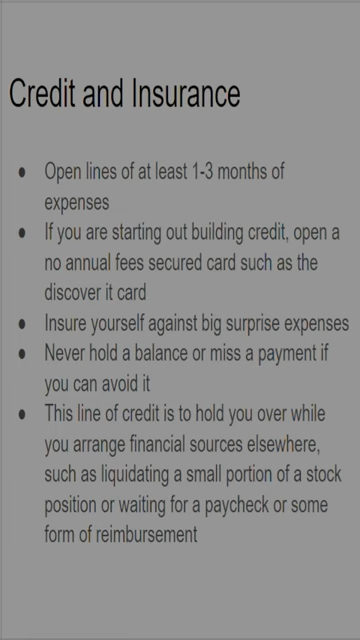 Credit and Insurance
● Open lines of at least 1-3 months of
expenses
● If you are starting out building credit, open a
no annual fees secured card such as the
discover it card
● Insure yourself against big surprise expenses
● Never hold a balance or miss a payment if
you can avoid it
● This line of credit is to hold you over while
you arrange financial sources elsewhere,
such as liquidating a small portion of a stock
position or waiting for a paycheck or some
form of reimbursement